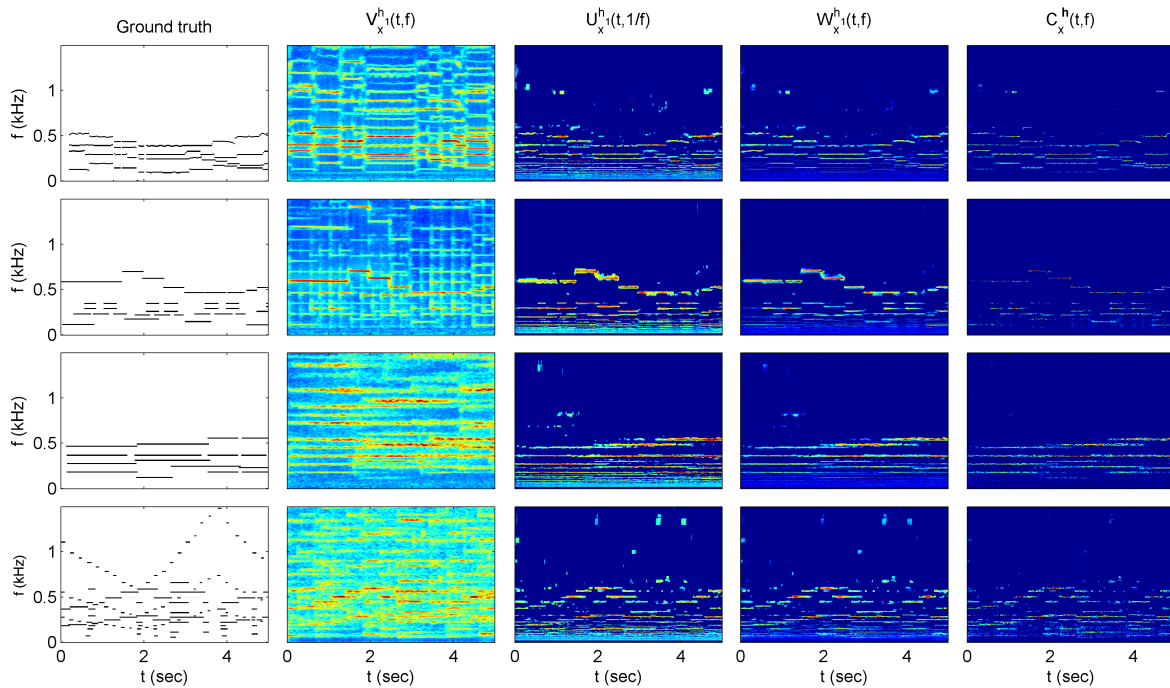 Ground truth
V_x^{h_1}(t,f)
U_x^{h_1}(t,1/f)
W_x^{h_1}(t,f)
C_x^{h}(t,f)
f (kHz)
1
0.5
0
f (kHz)
1
0.5
0
f (kHz)
1
0.5
0
f (kHz)
1
0.5
0
0 2 4
0 2 4
0 2 4
0 2 4
0 2 4
t (sec)
t (sec)
t (sec)
t (sec)
t (sec)